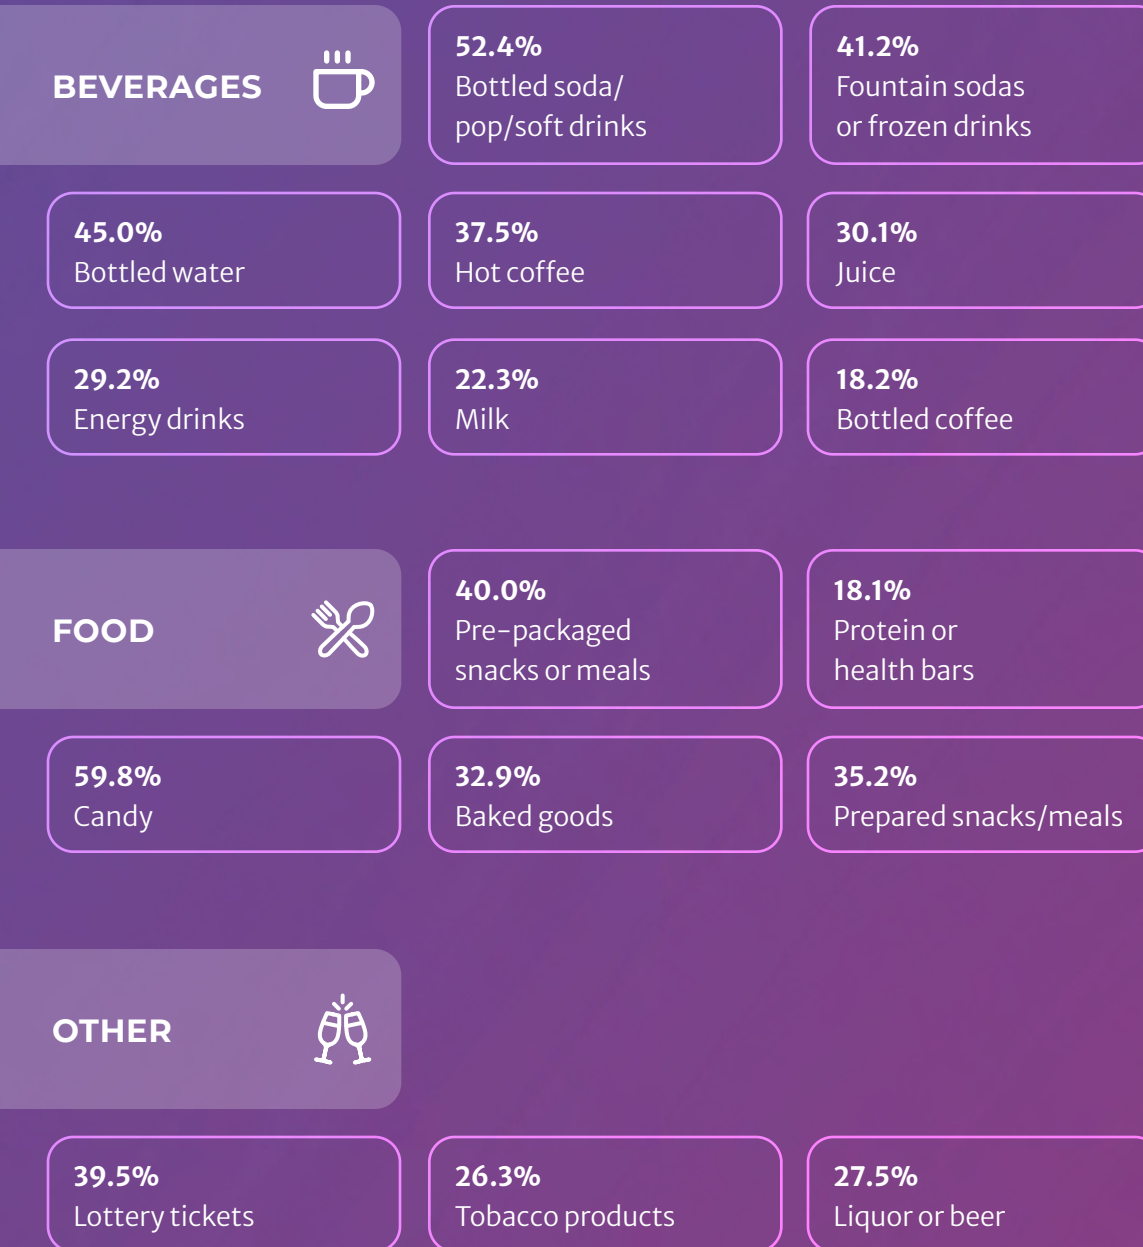 BEVERAGES
52.4%
Bottled soda/
pop/soft drinks
41.2%
Fountain sodas
or frozen drinks
45.0%
Bottled water
37.5%
Hot coffee
30.1%
Juice
29.2%
Energy drinks
22.3%
Milk
18.2%
Bottled coffee
FOOD
40.0%
Pre-packaged
snacks or meals
18.1%
Protein or
health bars
59.8%
Candy
32.9%
Baked goods
35.2%
Prepared snacks/meals
OTHER
39.5%
Lottery tickets
26.3%
Tobacco products
27.5%
Liquor or beer